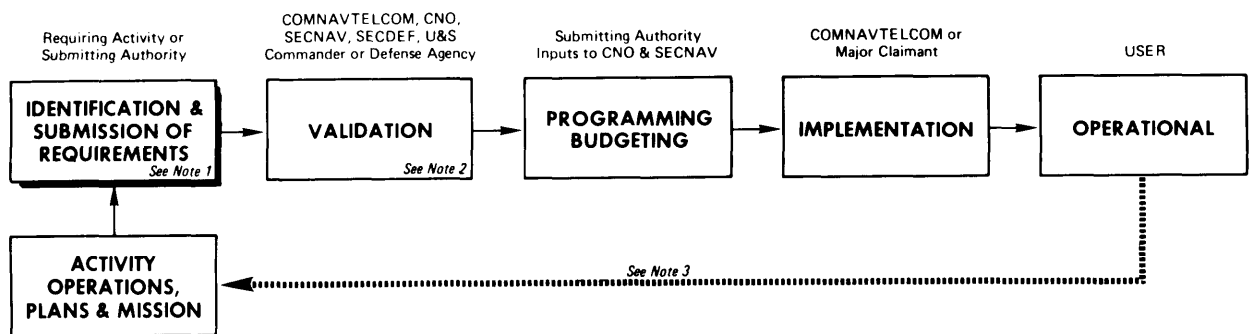 Requiring Activity or
Submitting Authority
IDENTIFICATION &
SUBMISSION OF
REQUIREMENTS
See Note 1
COMNAVTELCOM, CNO,
SECNAV, SECDEF, U&S
Commander or Defense Agency
VALIDATION
See Note 2
Submitting Authority
Inputs to CNO & SECNAV
PROGRAMMING
BUDGETING
COMNAVTELCOM or
Major Claimant
IMPLEMENTATION
USER
OPERATIONAL
ACTIVITY
OPERATIONS,
PLANS & MISSION
See Note 3